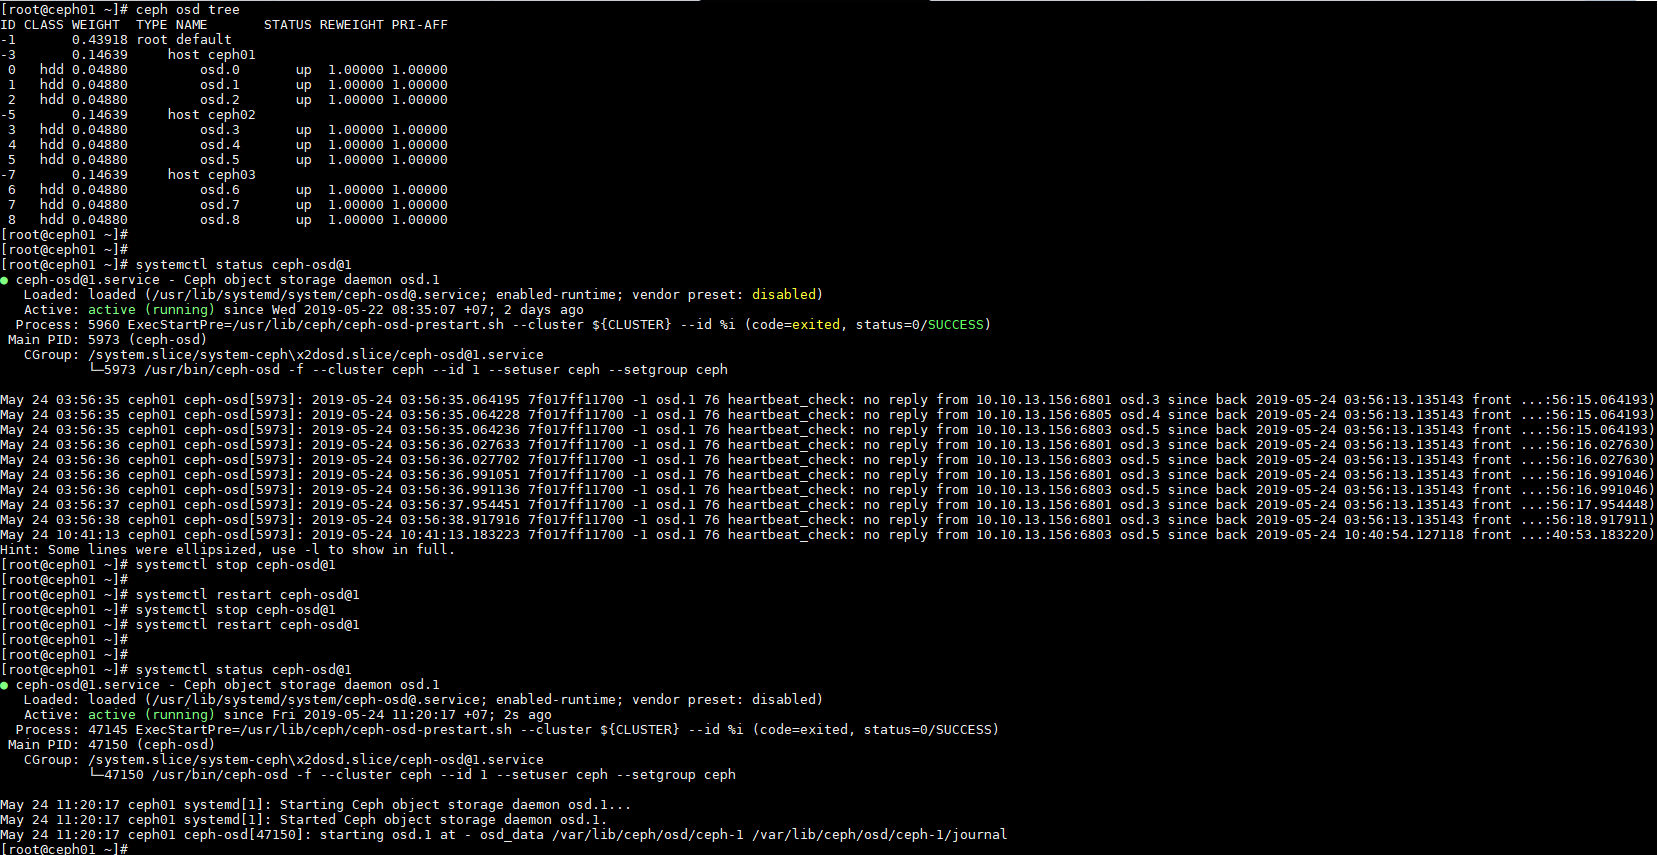 [root@ceph01 ~]# ceph osd tree
ID CLASS WEIGHT  TYPE NAME       STATUS REWEIGHT PRI-AFF
-1       0.43918 root default
-3       0.14639     host ceph01
 0   hdd 0.04880         osd.0       up  1.00000 1.00000
 1   hdd 0.04880         osd.1       up  1.00000 1.00000
 2   hdd 0.04880         osd.2       up  1.00000 1.00000
-5       0.14639     host ceph02
 3   hdd 0.04880         osd.3       up  1.00000 1.00000
 4   hdd 0.04880         osd.4       up  1.00000 1.00000
 5   hdd 0.04880         osd.5       up  1.00000 1.00000
-7       0.14639     host ceph03
 6   hdd 0.04880         osd.6       up  1.00000 1.00000
 7   hdd 0.04880         osd.7       up  1.00000 1.00000
 8   hdd 0.04880         osd.8       up  1.00000 1.00000
[root@ceph01 ~]#
[root@ceph01 ~]#
[root@ceph01 ~]# systemctl status ceph-osd@1
● ceph-osd@1.service - Ceph object storage daemon osd.1
   Loaded: loaded (/usr/lib/systemd/system/ceph-osd@.service; enabled-runtime; vendor preset: disabled)
   Active: active (running) since Wed 2019-05-22 08:35:07 +07; 2 days ago
  Process: 5960 ExecStartPre=/usr/lib/ceph/ceph-osd-prestart.sh --cluster ${CLUSTER} --id %i (code=exited, status=0/SUCCESS)
 Main PID: 5973 (ceph-osd)
   CGroup: /system.slice/system-ceph\x2dosd.slice/ceph-osd@1.service
           └─5973 /usr/bin/ceph-osd -f --cluster ceph --id 1 --setuser ceph --setgroup ceph

May 24 03:56:35 ceph01 ceph-osd[5973]: 2019-05-24 03:56:35.064195 7f017ff11700 -1 osd.1 76 heartbeat_check: no reply from 10.10.13.156:6801 osd.3 since back 2019-05-24 03:56:13.135143 front ...:56:15.064193)
May 24 03:56:35 ceph01 ceph-osd[5973]: 2019-05-24 03:56:35.064228 7f017ff11700 -1 osd.1 76 heartbeat_check: no reply from 10.10.13.156:6805 osd.4 since back 2019-05-24 03:56:13.135143 front ...:56:15.064193)
May 24 03:56:35 ceph01 ceph-osd[5973]: 2019-05-24 03:56:35.064236 7f017ff11700 -1 osd.1 76 heartbeat_check: no reply from 10.10.13.156:6803 osd.5 since back 2019-05-24 03:56:13.135143 front ...:56:15.064193)
May 24 03:56:36 ceph01 ceph-osd[5973]: 2019-05-24 03:56:36.027633 7f017ff11700 -1 osd.1 76 heartbeat_check: no reply from 10.10.13.156:6801 osd.3 since back 2019-05-24 03:56:13.135143 front ...:56:16.027630)
May 24 03:56:36 ceph01 ceph-osd[5973]: 2019-05-24 03:56:36.027702 7f017ff11700 -1 osd.1 76 heartbeat_check: no reply from 10.10.13.156:6803 osd.5 since back 2019-05-24 03:56:13.135143 front ...:56:16.027630)
May 24 03:56:36 ceph01 ceph-osd[5973]: 2019-05-24 03:56:36.991051 7f017ff11700 -1 osd.1 76 heartbeat_check: no reply from 10.10.13.156:6801 osd.3 since back 2019-05-24 03:56:13.135143 front ...:56:16.991046)
May 24 03:56:36 ceph01 ceph-osd[5973]: 2019-05-24 03:56:36.991136 7f017ff11700 -1 osd.1 76 heartbeat_check: no reply from 10.10.13.156:6803 osd.5 since back 2019-05-24 03:56:13.135143 front ...:56:16.991046)
May 24 03:56:37 ceph01 ceph-osd[5973]: 2019-05-24 03:56:37.954451 7f017ff11700 -1 osd.1 76 heartbeat_check: no reply from 10.10.13.156:6801 osd.3 since back 2019-05-24 03:56:13.135143 front ...:56:17.954448)
May 24 03:56:38 ceph01 ceph-osd[5973]: 2019-05-24 03:56:38.917916 7f017ff11700 -1 osd.1 76 heartbeat_check: no reply from 10.10.13.156:6801 osd.3 since back 2019-05-24 03:56:13.135143 front ...:56:18.917911)
May 24 10:41:13 ceph01 ceph-osd[5973]: 2019-05-24 10:41:13.183223 7f017ff11700 -1 osd.1 76 heartbeat_check: no reply from 10.10.13.156:6803 osd.5 since back 2019-05-24 10:40:54.127118 front ...:40:53.183220)
Hint: Some lines were ellipsized, use -l to show in full.
[root@ceph01 ~]# systemctl stop ceph-osd@1
[root@ceph01 ~]#
[root@ceph01 ~]# systemctl restart ceph-osd@1
[root@ceph01 ~]# systemctl stop ceph-osd@1
[root@ceph01 ~]# systemctl restart ceph-osd@1
[root@ceph01 ~]#
[root@ceph01 ~]#
[root@ceph01 ~]# systemctl status ceph-osd@1
● ceph-osd@1.service - Ceph object storage daemon osd.1
   Loaded: loaded (/usr/lib/systemd/system/ceph-osd@.service; enabled-runtime; vendor preset: disabled)
   Active: active (running) since Fri 2019-05-24 11:20:17 +07; 2s ago
  Process: 47145 ExecStartPre=/usr/lib/ceph/ceph-osd-prestart.sh --cluster ${CLUSTER} --id %i (code=exited, status=0/SUCCESS)
 Main PID: 47150 (ceph-osd)
   CGroup: /system.slice/system-ceph\x2dosd.slice/ceph-osd@1.service
           └─47150 /usr/bin/ceph-osd -f --cluster ceph --id 1 --setuser ceph --setgroup ceph

May 24 11:20:17 ceph01 systemd[1]: Starting Ceph object storage daemon osd.1...
May 24 11:20:17 ceph01 systemd[1]: Started Ceph object storage daemon osd.1.
May 24 11:20:17 ceph01 ceph-osd[47150]: starting osd.1 at - osd_data /var/lib/ceph/osd/ceph-1 /var/lib/ceph/osd/ceph-1/journal
[root@ceph01 ~]#